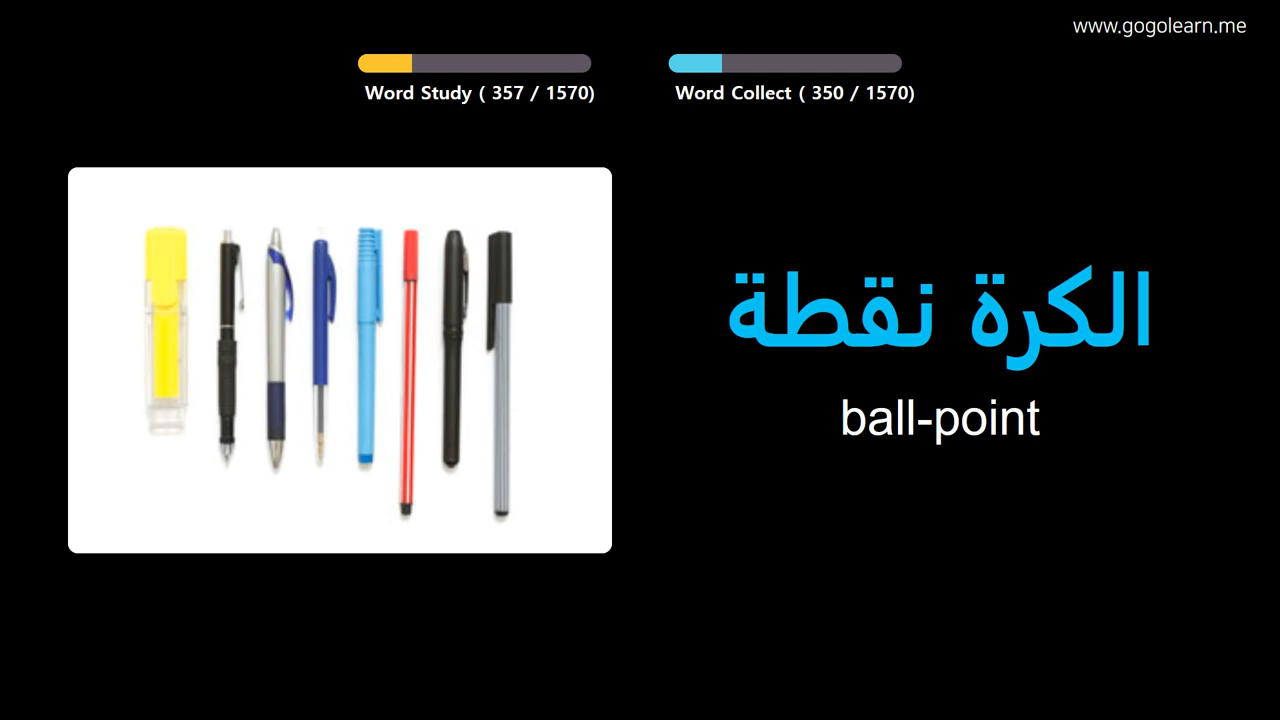 www.gogolearn.me
Word Study ( 357 / 1570)
Word Collect ( 350 / 1570)
الكرة نقطة
ball-point